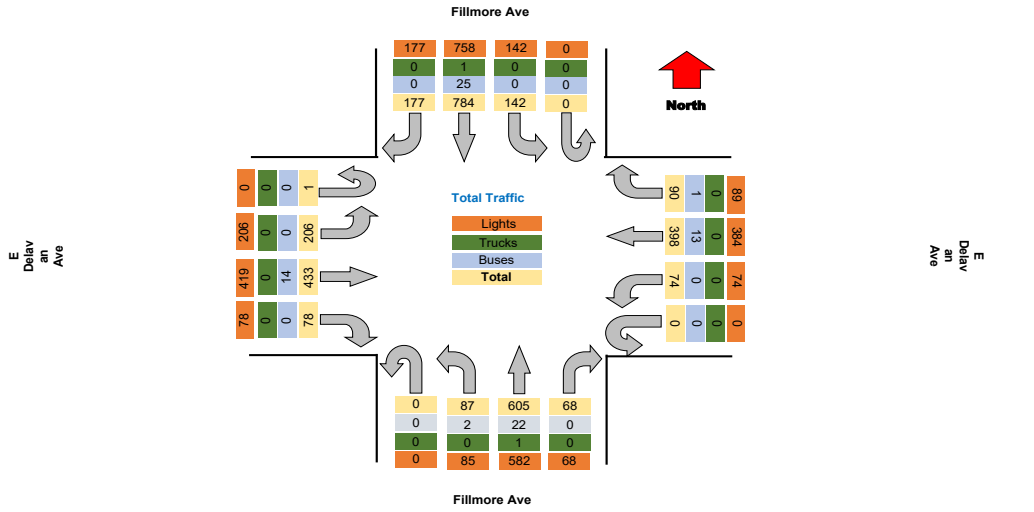 Fillmore Ave
177 758 142 0
0 1 0 0
0 25 0 0
177 784 142 0
North
0 0 0 1
206 0 0 206
419 0 14 433
78 0 0 78
E
Delav
an
Ave
Total Traffic
Lights
Trucks
Buses
Total
90 1 0 89
398 13 0 384
74 0 0 74
0 0 0 0
E
Delav
an
Ave
0 87 605 68
0 2 22 0
0 0 1 0
0 85 582 68
Fillmore Ave